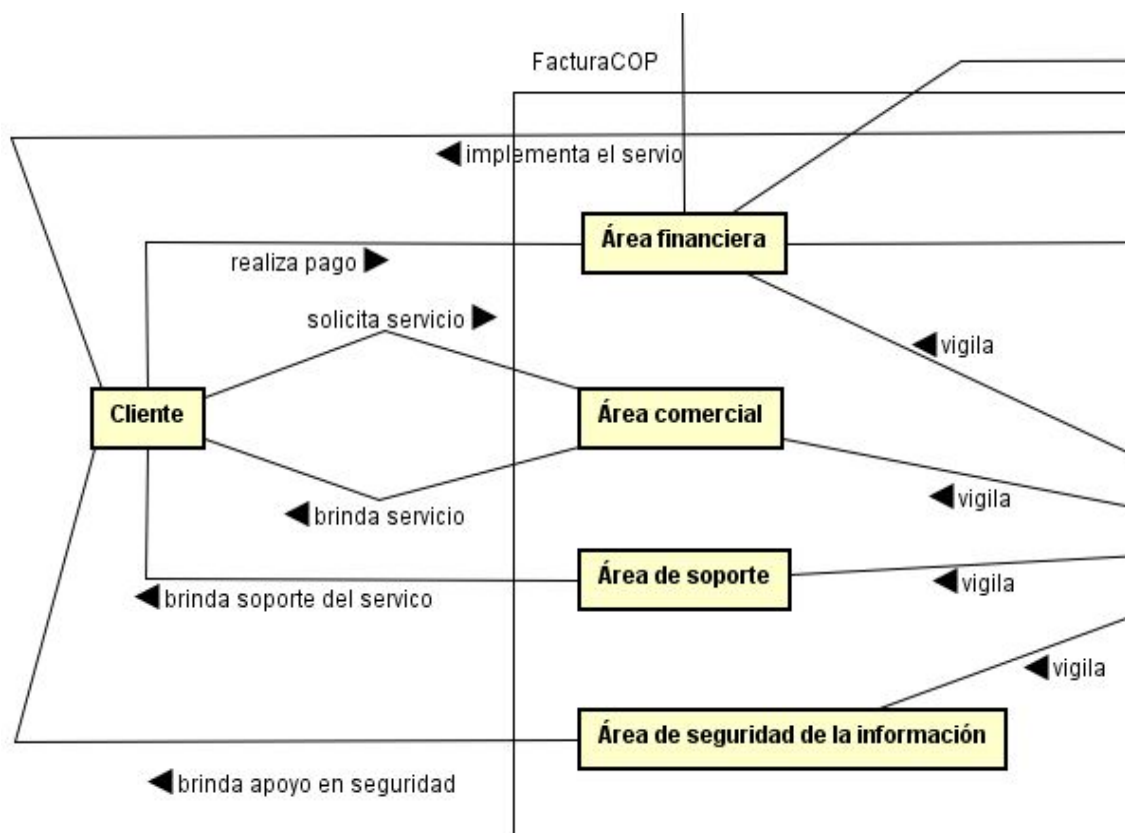 FacturaCOP
implementa el servio
Área financiera
realiza pago
solicita servicio
vigila
Cliente
Área comercial
vigila
brinda servicio
Área de soporte
vigila
brinda soporte del servico
vigila
Área de seguridad de la información
brinda apoyo en seguridad